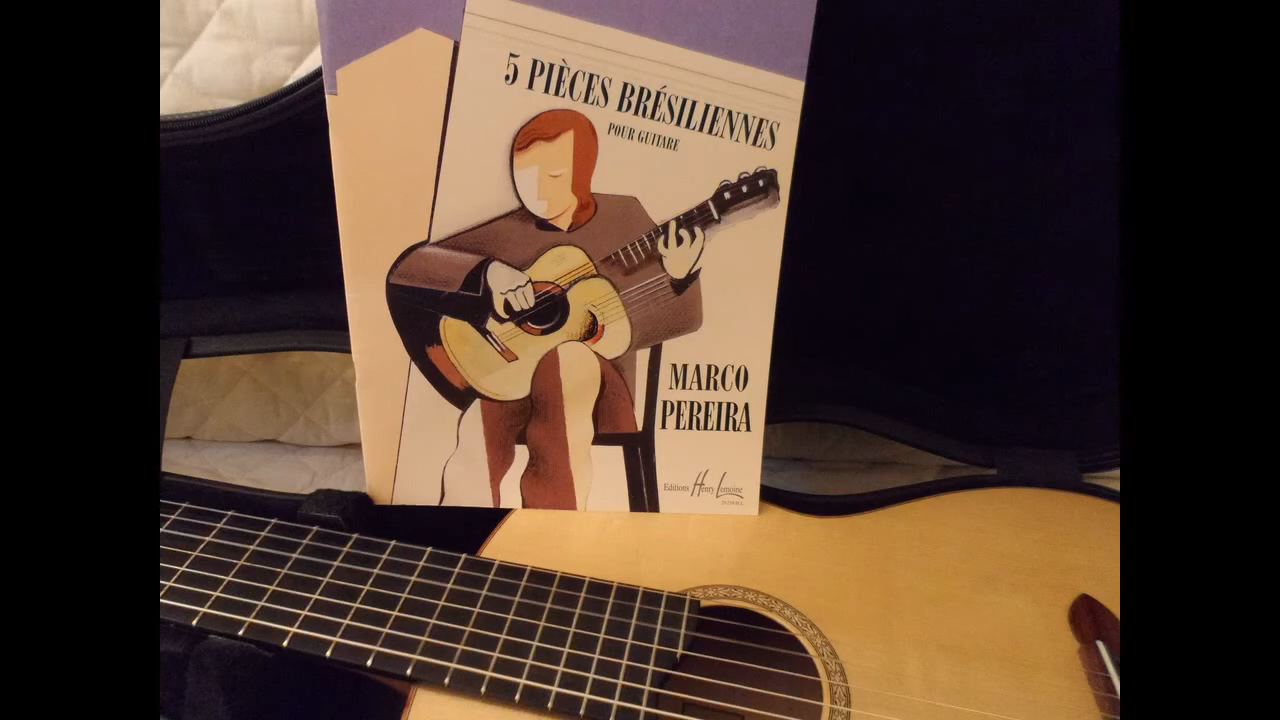 5 PIÈCES BRÉSILIENNES
POUR GUITARE
MARCO
PEREIRA
Editions Henry Lemoine